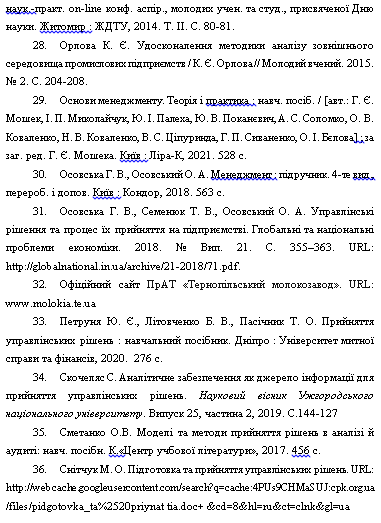 наук.-практ. on-line конф. аспір., молодих учен. та студ., присвяченої Дню
науки. Житомир : ЖДТУ, 2014. Т. ІІ. С. 80-81.
28. Орлова К. Є. Удосконалення методики аналізу зовнішнього
середовища промислових підприємств / К. Є. Орлова // Молодий вчений. 2015.
№ 2. С. 204-208.
29. Основи менеджменту. Теорія і практика : навч. посіб. / [авт.: Г. Є.
Мошек, І. П. Миколайчук, Ю. І. Палеха, Ю. В. Поканєвич, А. С. Соломко, О. В.
Коваленко, Н. В. Коваленко, В. С. Ціпуринда, Г. П. Сиваненко, О. І. Бєлова] ; за
заг. ред. Г. Є. Мошека. Київ : Ліра-К, 2021. 528 с.
30. Осовська Г. В., Осовський О. А. Менеджмент : підручник. 4-те вид.,
перероб. і допов. Київ : Кондор, 2018. 563 с.
31. Осовська Г. В., Семенюк Т. В., Осовський О. А. Управлінські
рішення та процес їх прийняття на підприємстві. Глобальні та національні
проблеми економіки. 2018. № Вип. 21. С. 355–363. URL:
http://globalnational.in.ua/archive/21-2018/71.pdf.
32. Офіційний сайт ПрАТ «Тернопільський молокозавод». URL:
www.molokia.te.ua
33. Петруня Ю. Є., Літовченко Б. В., Пасічник Т. О. Прийняття
управлінських рішень : навчальний посібник. Дніпро : Університет митної
справи та фінансів, 2020. 276 с.
34. Скочеляс С. Аналітичне забезпечення як джерело інформації для
прийняття управлінських рішень. Науковий вісник Ужгородського
національного університету. Випуск 25, частина 2, 2019. С.144-127
35. Сметанко О.В. Моделі та методи прийняття рішень в аналізі й
аудиті: навч. посібн. К.«Центр учбової літератури», 2017. 456 с.
36. Снітчук М. О. Підготовка та прийняття управлінських рішень. URL:
http://webcache.googleusercontent.com/search?q=cache:4PUs9CHMaSUJ:cpk.org.ua
/files/pidgotovka_ta%2520priynat tia.doc+ &cd=8&hl=ru&ct=clnk&gl=ua